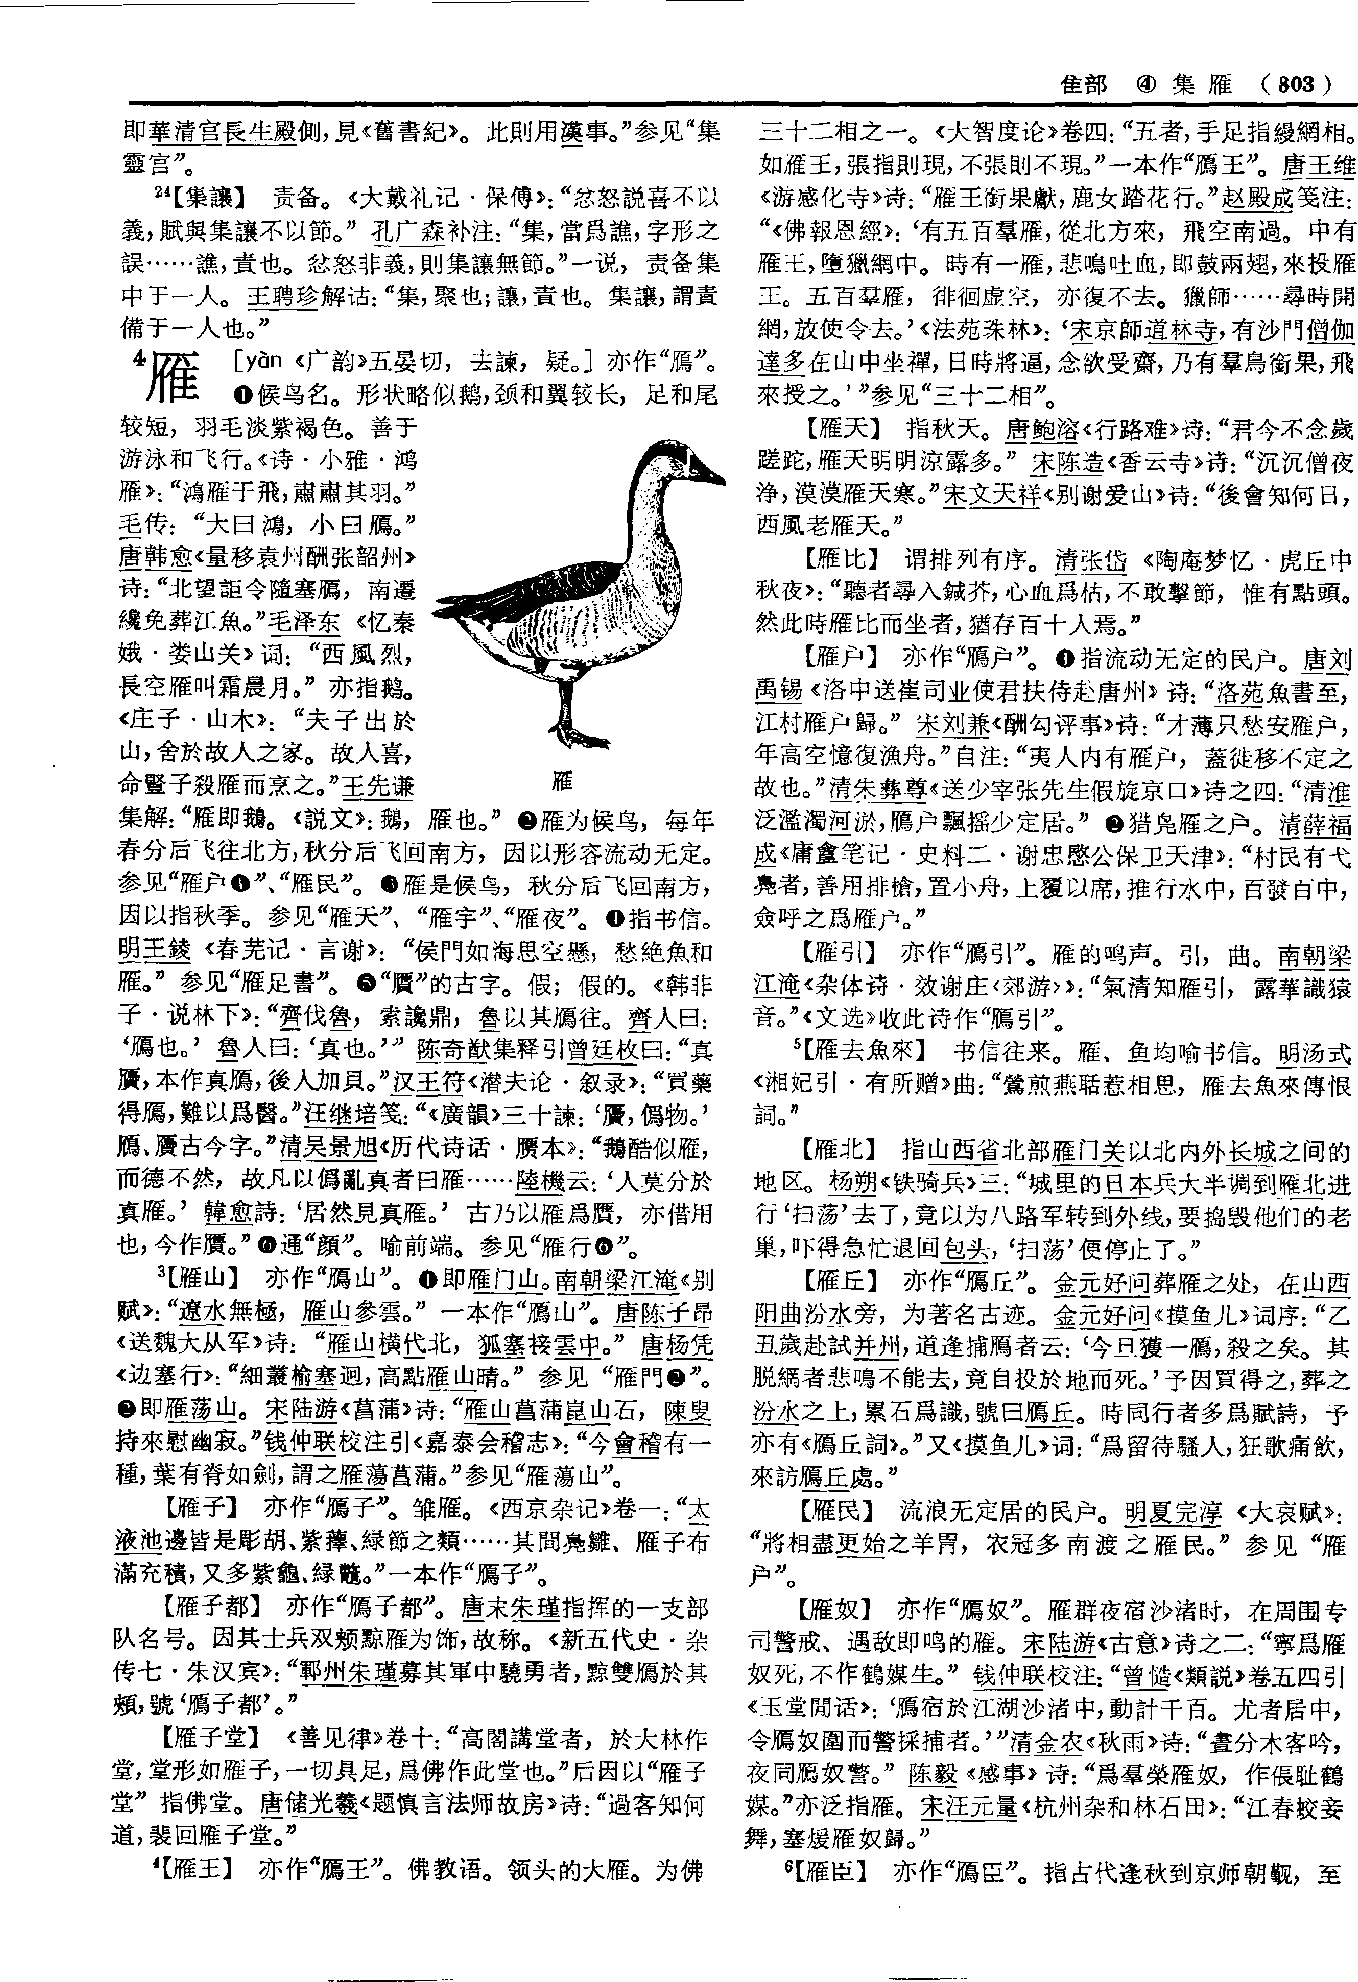 隹部 ④ 集雁 （803）
即華清宫長生殿側，見《舊書紀》。此則用漢事。”参见“集
靈宫”。
24【集讓】 责备。《大戴礼记·保傅》：“忿怒説喜不以
義，賦與集讓不以節。” 孔广森补注：“集，當爲譙，字形之
誤……譙，責也。忿怒非義，則集讓無節。”一说，责备集
中于一人。王聘珍解诂：“集，聚也；讓，責也。集讓，謂責
備于一人也。”
4雁 ［yàn《广韵》五晏切，去諫，疑。］亦作“鴈”。
❶候鸟名。形状略似鹅，颈和翼较长，足和尾
较短，羽毛淡紫褐色。善于
游泳和飞行。《诗·小雅·鸿
雁》：“鴻雁于飛，肅肅其羽。”
毛传：“大曰鴻，小曰鴈。”
唐韩愈《量移袁州酬张韶州》
诗：“北望詎令隨塞鴈，南遷
纔免葬江魚。”毛泽东《忆秦
娥·娄山关》词：“西風烈，
長空雁叫霜晨月。” 亦指鹅。
《庄子·山木》：“夫子出於
山，舍於故人之家。故人喜，
命豎子殺雁而烹之。”王先谦
雁
集解：“雁即鵝。《説文》：鵝，雁也。” ❷雁为候鸟，每年
春分后飞往北方，秋分后飞回南方，因以形容流动无定。
参见“雁户❶”、“雁民”。❸雁是候鸟，秋分后飞回南方，
因以指秋季。参见“雁天”、“雁宇”、“雁夜”。❹指书信。
明王錂《春芜记·言谢》：“侯門如海思空懸，愁絶魚和
雁。” 参见“雁足書”。❺“贋”的古字。假；假的。《韩非
子·说林下》：“齊伐魯，索讒鼎，魯以其鴈往。齊人曰：
‘鴈也。’魯人曰：‘真也。’” 陈奇猷集释引曾廷枚曰：“真
贋，本作真鴈，後人加貝。”汉王符《潜夫论·叙录》：“買藥
得鴈，難以爲醫。”汪继培笺：“《廣韻》三十諫：‘贋，僞物。’
鴈、贋古今字。”清吴景旭《历代诗话·赝本》：“鵝酷似雁，
而德不然，故凡以僞亂真者曰雁……陸機云：‘人莫分於
真雁。’韓愈詩：‘居然見真雁。’古乃以雁爲贋，亦借用
也，今作贋。”❻通“顔”。喻前端。参见“雁行❻”。
3【雁山】 亦作“鴈山”。❶即雁门山。南朝梁江淹《别
赋》：“遼水無極，雁山參雲。” 一本作“鴈山”。唐陈子昂
《送魏大从军》诗：“雁山横代北，狐塞接雲中。” 唐杨凭
《边塞行》：“細叢榆塞迥，高點雁山晴。” 参见“雁門❷”。
❷即雁荡山。宋陆游《菖蒲》诗：“雁山菖蒲崑山石，陳叟
持來慰幽寂。”钱仲联校注引《嘉泰会稽志》：“今會稽有一
種，葉有脊如劍，謂之雁蕩菖蒲。”参见“雁蕩山”。
【雁子】 亦作“鴈子”。雏雁。《西京杂记》卷一：“太
液池邊皆是彫胡、紫蘀、緑節之類……其間鳧雛、雁子布
滿充積，又多紫龜、緑鼈。”一本作“鴈子”。
【雁子都】 亦作“鴈子都”。唐末朱瑾指挥的一支部
队名号。因其士兵双颊黥雁为饰，故称。《新五代史·杂
传七·朱汉宾》：“鄆州朱瑾募其軍中驍勇者，黥雙鴈於其
頰，號‘鴈子都’。”
【雁子堂】 《善见律》卷十：“高閣講堂者，於大林作
堂，堂形如雁子，一切具足，爲佛作此堂也。”后因以“雁子
堂”指佛堂。唐储光羲《题慎言法师故房》诗：“過客知何
道，裴回雁子堂。”
4【雁王】 亦作“鴈王”。佛教语。领头的大雁。为佛
三十二相之一。《大智度论》卷四：“五者，手足指縵網相。
如雁王，張指則現，不張則不現。”一本作“鴈王”。唐王维
《游感化寺》诗：“雁王銜果獻，鹿女踏花行。”赵殿成笺注：
“《佛報恩經》：‘有五百羣雁，從北方來，飛空南過。中有
雁王，墮獵網中。時有一雁，悲鳴吐血，即鼓兩翅，來投雁
王。五百羣雁，徘徊虚空，亦復不去。獵師……尋時開
網，放使令去。’《法苑珠林》：‘宋京師道林寺，有沙門僧伽
達多在山中坐禪，日時將逼，念欲受齋，乃有羣鳥銜果，飛
來授之。’”参见“三十二相”。
【雁天】 指秋天。唐鲍溶《行路难》诗：“君今不念歲
蹉跎，雁天明明涼露多。” 宋陈造《香云寺》诗：“沉沉僧夜
浄，漠漠雁天寒。”宋文天祥《别谢爱山》诗：“後會知何日，
西風老雁天。”
【雁比】 谓排列有序。清张岱《陶庵梦忆·虎丘中
秋夜》：“聽者尋入鍼芥，心血爲枯，不敢擊節，惟有點頭。
然此時雁比而坐者，猶存百十人焉。”
【雁户】 亦作“鴈户”。❶指流动无定的民户。唐刘
禹锡《洛中送崔司业使君扶侍赴唐州》诗：“洛苑魚書至，
江村雁户歸。” 宋刘兼《酬勾评事》诗：“才薄只愁安雁户，
年高空憶復漁舟。”自注：“夷人内有雁户，蓋徙移不定之
故也。”清朱彝尊《送少宰张先生假旋京口》诗之四：“清淮
泛濫濁河淤，鴈户飄摇少定居。” ❷猎凫雁之户。清薛福
成《庸盦笔记·史料二·谢忠愍公保卫天津》：“村民有弋
鳧者，善用排槍，置小舟，上覆以席，推行水中，百發百中，
僉呼之爲雁户。”
【雁引】 亦作“鴈引”。雁的鸣声。引，曲。南朝梁
江淹《杂体诗·效谢庄〈郊游〉》：“氣清知雁引，露華識猿
音。”《文选》收此诗作“鴈引”。
5【雁去魚來】 书信往来。雁、鱼均喻书信。明汤式
《湘妃引·有所赠》曲：“鶯煎燕聒惹相思，雁去魚來傳恨
詞。”
【雁北】 指山西省北部雁门关以北内外长城之间的
地区。杨朔《铁骑兵》三：“城里的日本兵大半调到雁北进
行‘扫荡’去了，竟以为八路军转到外线，要捣毁他们的老
巢，吓得急忙退回包头，‘扫荡’便停止了。”
【雁丘】 亦作“鴈丘”。金元好问葬雁之处，在山西
阳曲汾水旁，为著名古迹。金元好问《摸鱼儿》词序：“乙
丑歲赴試并州，道逢捕鴈者云：‘今旦獲一鴈，殺之矣。其
脱網者悲鳴不能去，竟自投於地而死。’予因買得之，葬之
汾水之上，累石爲識，號曰鴈丘。時同行者多爲賦詩，予
亦有《鴈丘詞》。”又《摸鱼儿》词：“爲留待騷人，狂歌痛飲，
來訪鴈丘處。”
【雁民】 流浪无定居的民户。明夏完淳《大哀赋》：
“將相盡更始之羊胃，衣冠多南渡之雁民。” 参见“雁
户”。
【雁奴】 亦作“鴈奴”。雁群夜宿沙渚时，在周围专
司警戒、遇敌即鸣的雁。宋陆游《古意》诗之二：“寧爲雁
奴死，不作鶴媒生。” 钱仲联校注：“曾慥《類説》卷五四引
《玉堂閒话》：‘鴈宿於江湖沙渚中，動計千百。尤者居中，
令鴈奴圍而警採捕者。’”清金农《秋雨》诗：“晝分木客吟，
夜同鴈奴警。” 陈毅《感事》诗：“爲羣榮雁奴，作倀耻鶴
媒。”亦泛指雁。宋汪元量《杭州杂和林石田》：“江春蛟妾
舞，塞煖雁奴歸。”
6【雁臣】 亦作“鴈臣”。指古代逢秋到京师朝觐，至